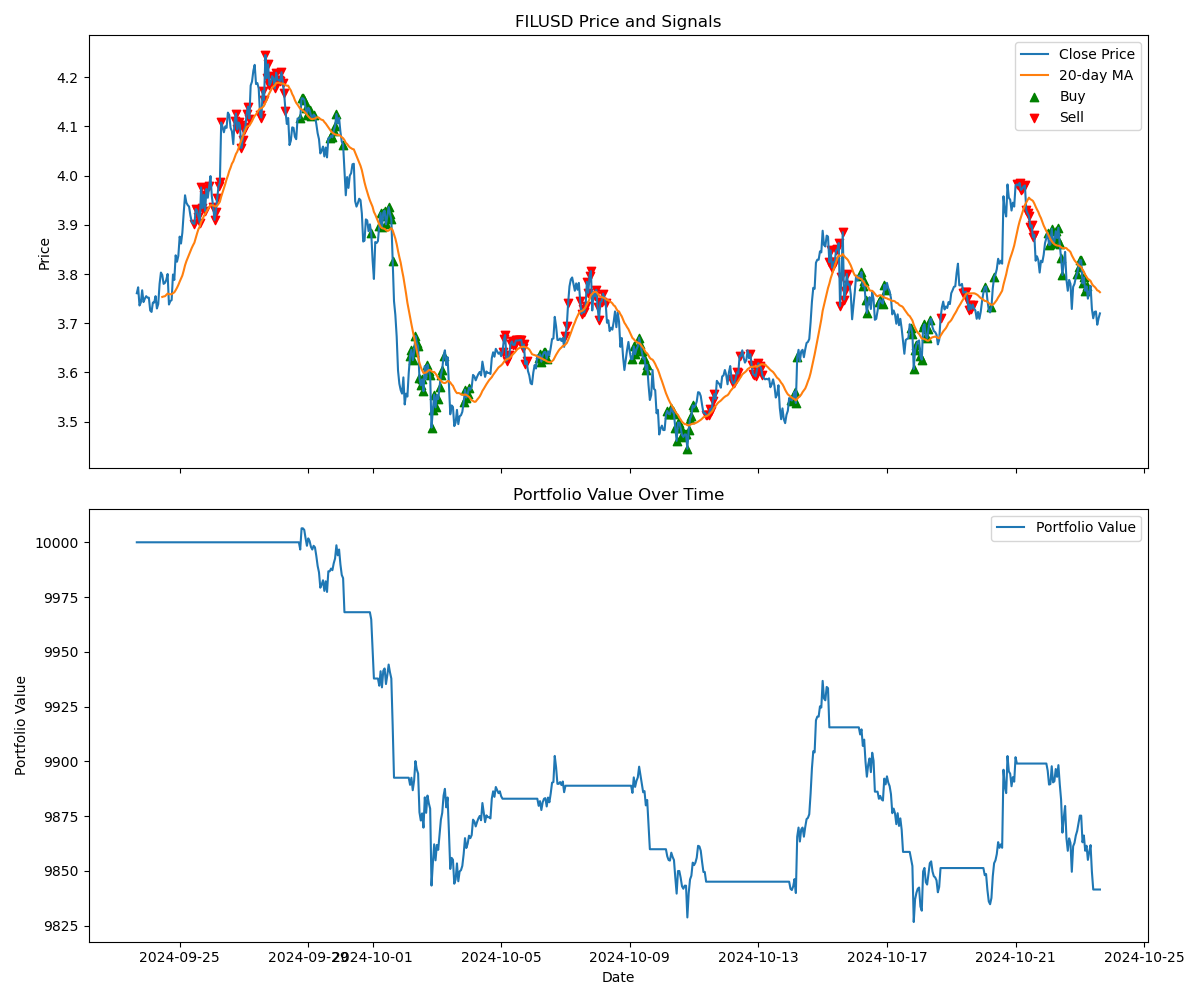 FILUSD Price and Signals
Price
4.2
4.1
4.0
3.9
3.8
3.7
3.6
3.5
Close Price
20-day MA
Buy
Sell
Portfolio Value Over Time
Portfolio Value
10000
9975
9950
9925
9900
9875
9850
9825
Portfolio Value
2024-09-25
2024-09-29
2024-10-01
2024-10-05
2024-10-09
2024-10-13
2024-10-17
2024-10-21
2024-10-25
Date